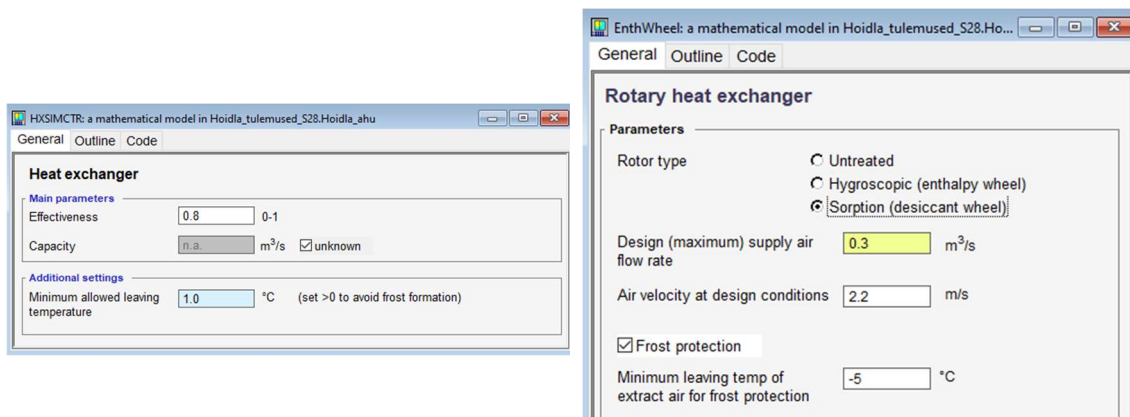 HXSIMCTR: a mathematical model in Hoidla_tulemused_S28.Hoidla_ahu
General Outline Code
Heat exchanger
Main parameters
Effectiveness 0.8 0-1
Capacity n.a. m³/s unknown
Additional settings
Minimum allowed leaving 1.0 °C (set >0 to avoid frost formation)
temperature
EnthWheel: a mathematical model in Hoidla_tulemused_S28.Ho...
General Outline Code
Rotary heat exchanger
Parameters
Rotor type Untreated
Hygroscopic (enthalpy wheel)
Sorption (desiccant wheel)
Design (maximum) supply air 0.3 m³/s
flow rate
Air velocity at design conditions 2.2 m/s
Frost protection
Minimum leaving temp of -5 °C
extract air for frost protection